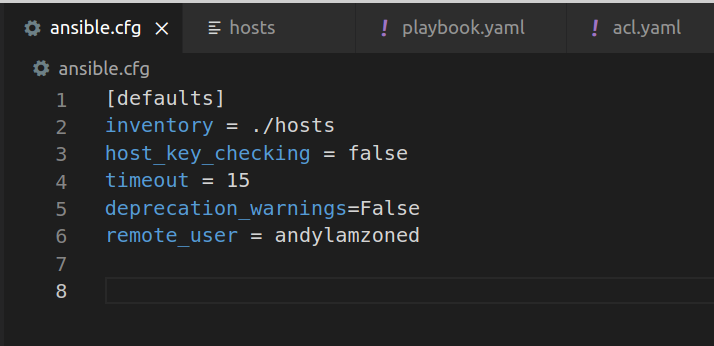 ansible.cfg hosts playbook.yaml acl.yaml
ansible.cfg
1 [defaults]
2 inventory = ./hosts
3 host_key_checking = false
4 timeout = 15
5 deprecation_warnings=False
6 remote_user = andylamzoned
7
8